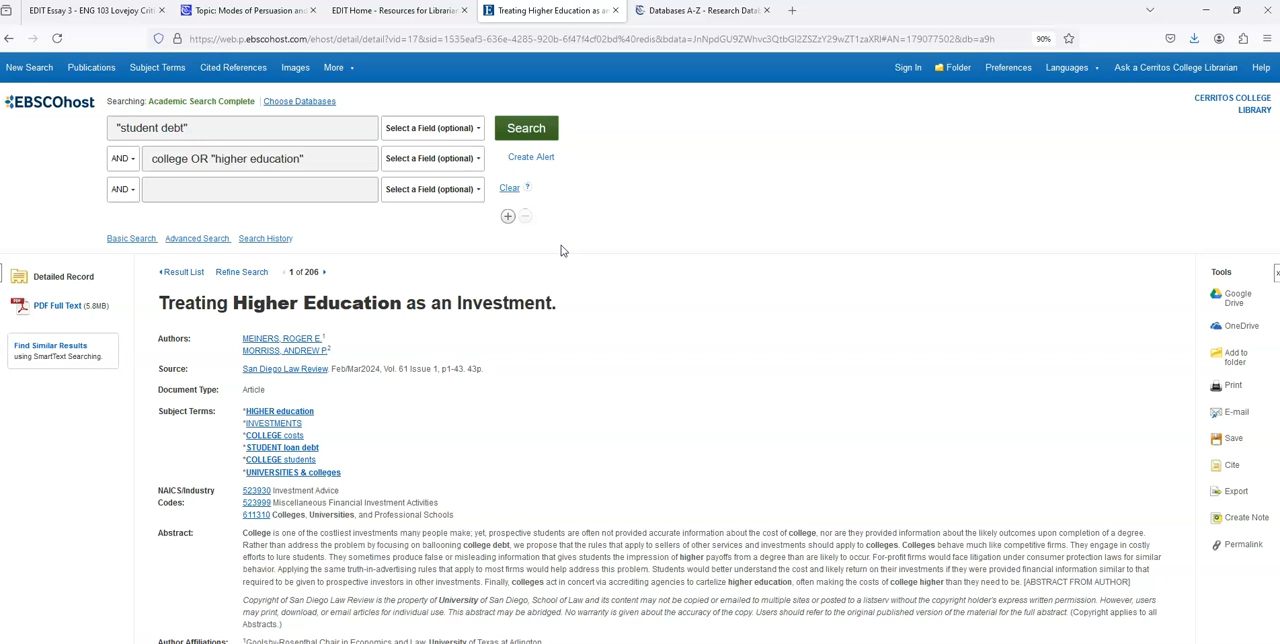 EDIT Essay 3 - ENG 103 Lovejoy Criti ×
Topic: Modes of Persuasion and ×
EDIT Home - Resources for Librarian ×
Treating Higher Education as an ×
Databases A-Z - Research Datab ×
https://web.p.ebscohost.com/ehost/detail/detail?vid=17&sid=1535eaf3-636e-4285-920b-6f47f4cf02bd%40redis&bdata=JnNpdGU9ZWhvc3QtbGl2ZSZzY29wZT1zaXRl#AN=179077502&db=a9h
90%
New Search Publications Subject Terms Cited References Images More
Sign In Folder Preferences Languages Ask a Cerritos College Librarian Help
EBSCOhost
Searching: Academic Search Complete | Choose Databases
CERRITOS COLLEGE
LIBRARY
"student debt" Select a Field (optional) Search
AND college OR "higher education" Select a Field (optional) Create Alert
AND Select a Field (optional) Clear ?
Basic Search Advanced Search Search History
Detailed Record
PDF Full Text (5.8MB)
Find Similar Results
using SmartText Searching.
Result List Refine Search 1 of 206
Treating Higher Education as an Investment.
Authors: MEINERS, ROGER E.1
MORRISS, ANDREW P.2
Source: San Diego Law Review. Feb/Mar2024, Vol. 61 Issue 1, p1-43. 43p.
Document Type: Article
Subject Terms: *HIGHER education
*INVESTMENTS
*COLLEGE costs
*STUDENT loan debt
*COLLEGE students
*UNIVERSITIES & colleges
NAICS/Industry Codes: 523930 Investment Advice
523999 Miscellaneous Financial Investment Activities
611310 Colleges, Universities, and Professional Schools
Abstract: College is one of the costliest investments many people make; yet, prospective students are often not provided accurate information about the cost of college, nor are they provided information about the likely outcomes upon completion of a degree.
Rather than address the problem by focusing on ballooning college debt, we propose that the rules that apply to sellers of other services and investments should apply to colleges. Colleges behave much like competitive firms. They engage in costly
efforts to lure students. They sometimes produce false or misleading information that gives students the impression of higher payoffs from a degree than are likely to occur. For-profit firms would face litigation under consumer protection laws for similar
behavior. Applying the same truth-in-advertising rules that apply to most firms would help address this problem. Students would better understand the cost and likely return on their investments if they were provided financial information similar to that
required to be given to prospective investors in other investments. Finally, colleges act in concert via accrediting agencies to cartelize higher education, often making the costs of college higher than they need to be. [ABSTRACT FROM AUTHOR]
Copyright of San Diego Law Review is the property of University of San Diego, School of Law and its content may not be copied or emailed to multiple sites or posted to a listserv without the copyright holder's express written permission. However, users
may print, download, or email articles for individual use. This abstract may be abridged. No warranty is given about the accuracy of the copy. Users should refer to the original published version of the material for the full abstract. (Copyright applies to all
Abstracts.)
Author Affiliations: 1Goolsby-Rosenthal Chair in Economics and Law, University of Texas at Arlington
Tools
Google
Drive
OneDrive
Add to
folder
Print
E-mail
Save
Cite
Export
Create Note
Permalink